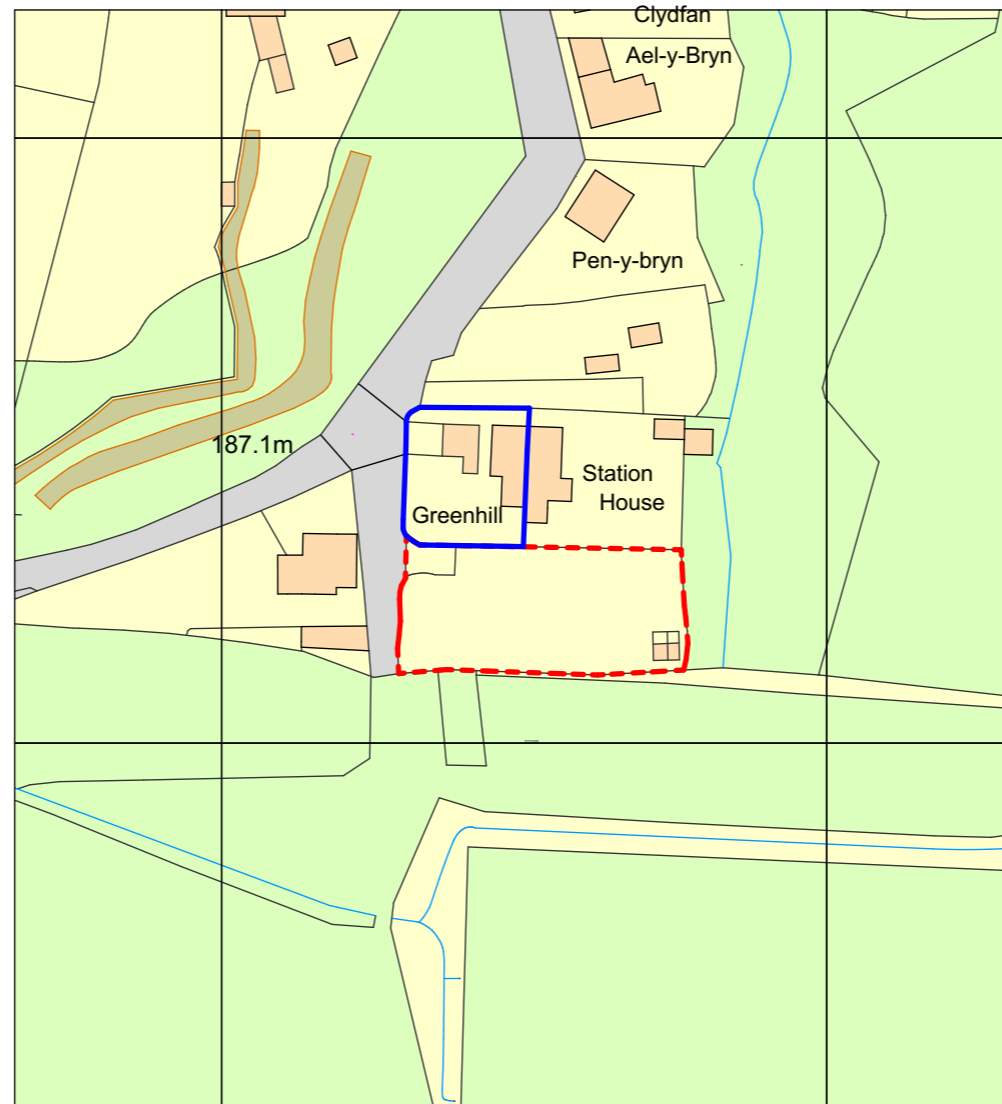 Clydfan
Ael-y-Bryn
Pen-y-bryn
187.1m
Station
House
Greenhill